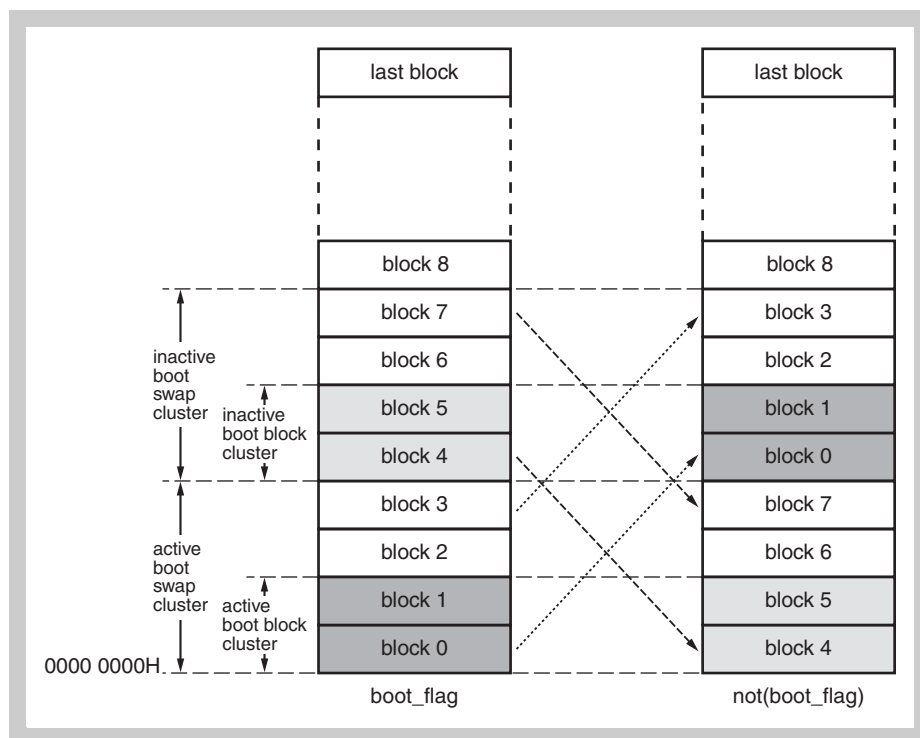 last block
last block
block 8
block 8
block 7
block 3
inactive
boot
swap
cluster
block 6
block 2
inactive
boot block
cluster
block 5
block 1
block 4
block 0
block 3
block 7
active
boot
swap
cluster
block 2
block 6
active
boot block
cluster
block 1
block 5
block 0
block 4
0000 0000H
boot_flag
not(boot_flag)